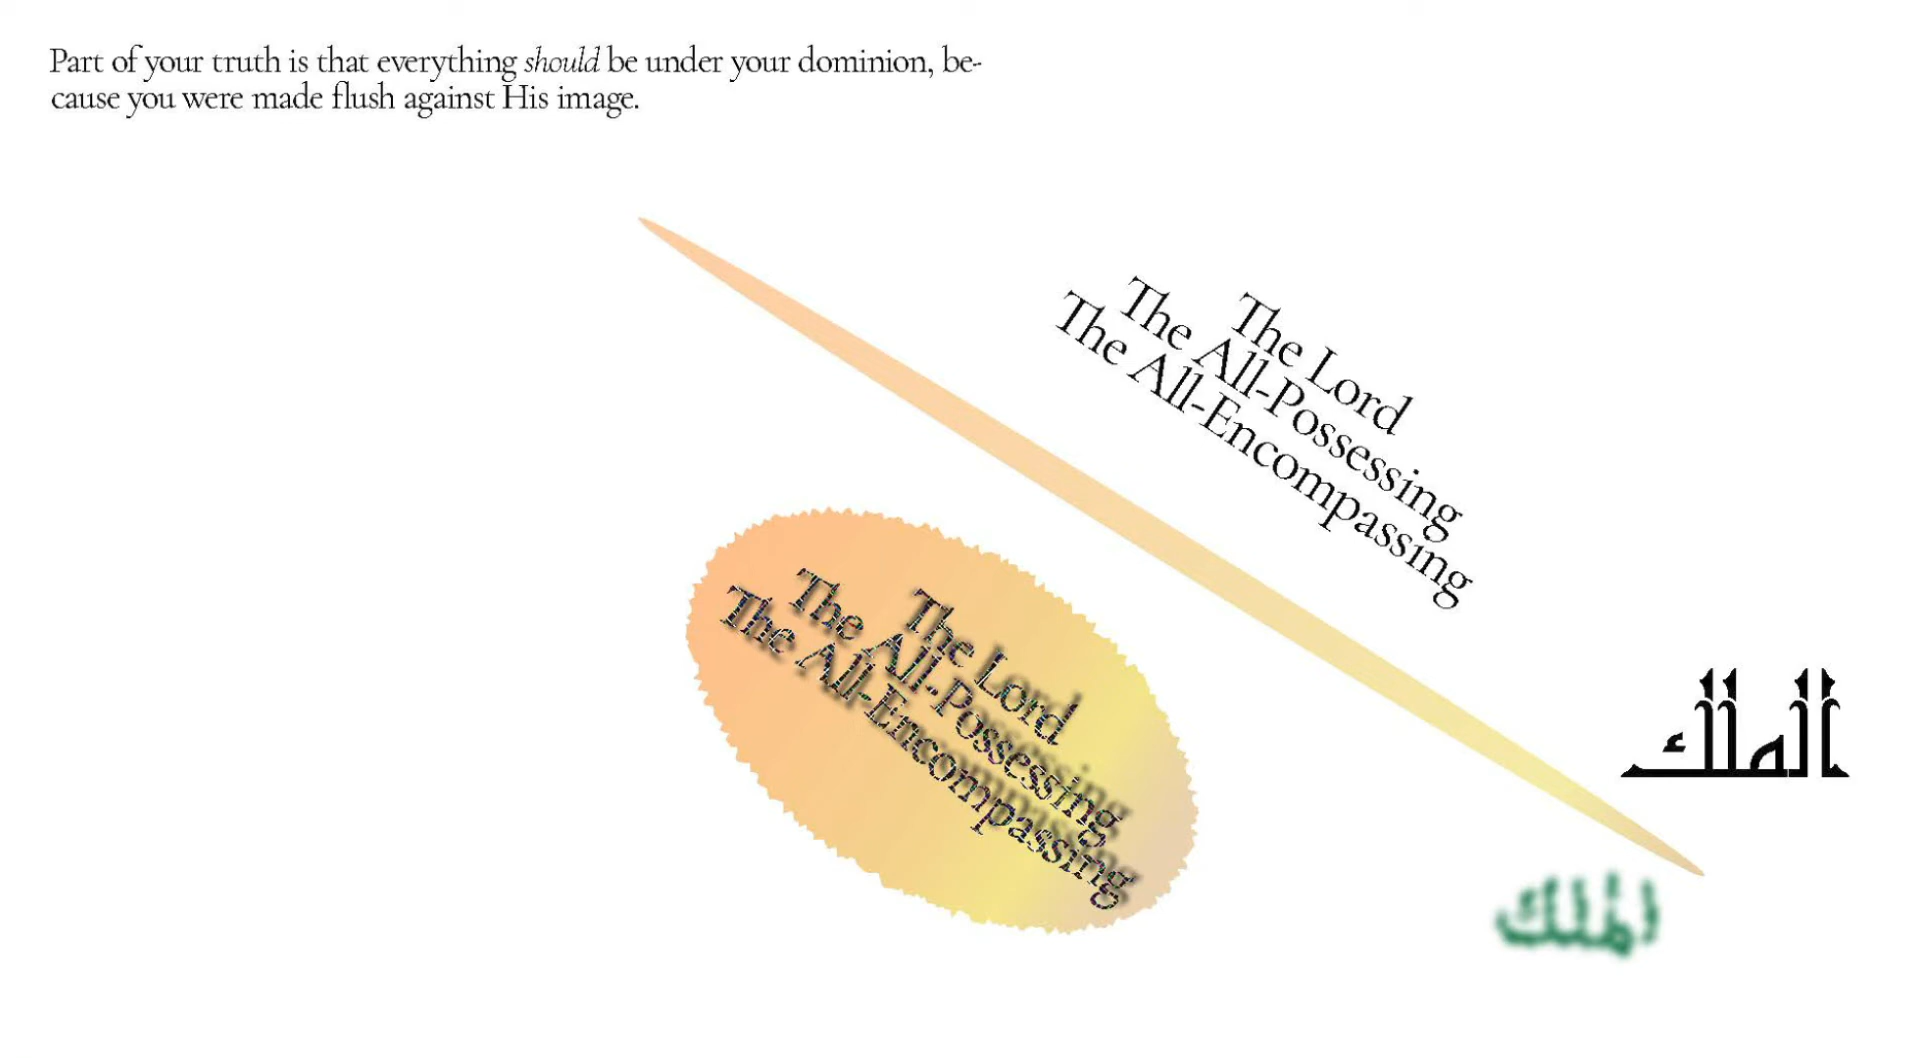 Part of your truth is that everything should be under your dominion, be-
cause you were made flush against His image.
The Lord
The All-Possessing
The All-Encompassing
The Lord
The All-Possessing
The All-Encompassing
الملك
الملك